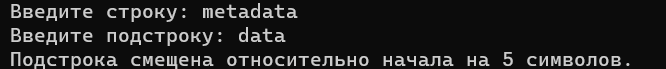 Введите строку: metadata
Введите подстроку: data
Подстрока смещена относительно начала на 5 символов.